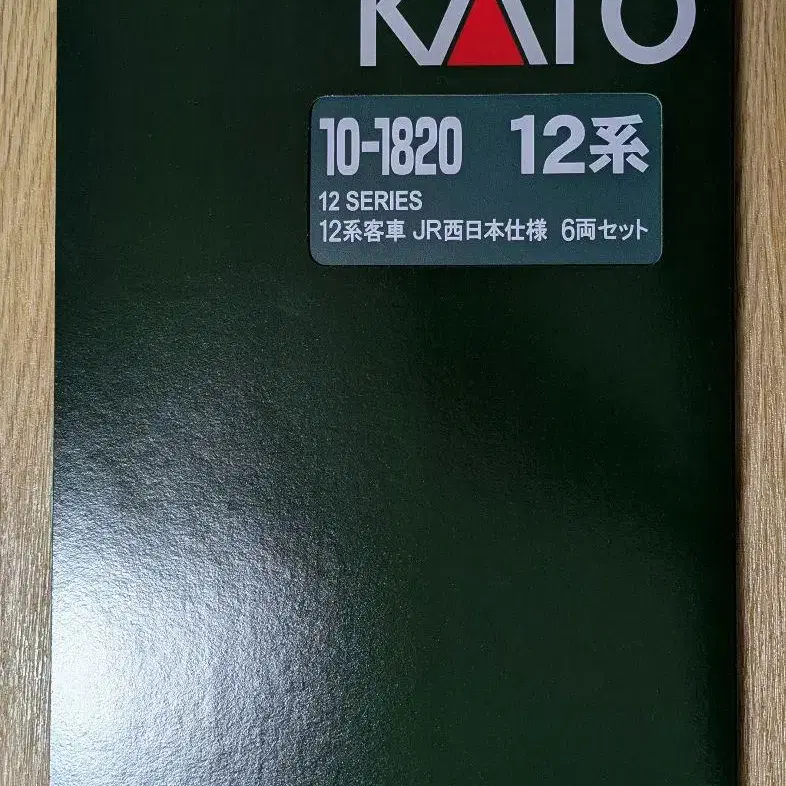 KATO
10-1820 12系
12 SERIES
12系客車 JR西日本仕様 6両セット